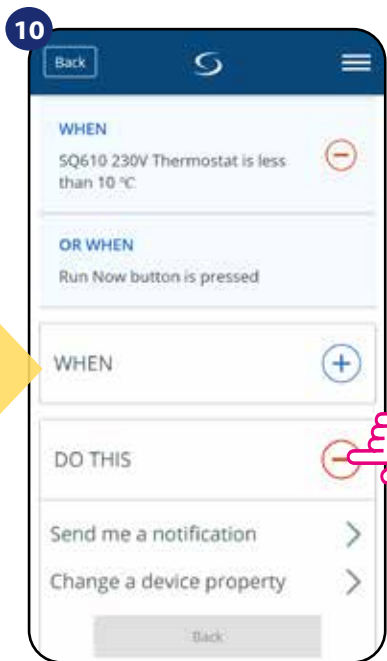 10
Back
WHEN
SQ610 230V Thermostat is less
than 10 °C
OR WHEN
Run Now button is pressed
WHEN
DO THIS
Send me a notification
Change a device property
Back